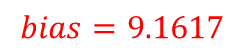 bias = 9.1617